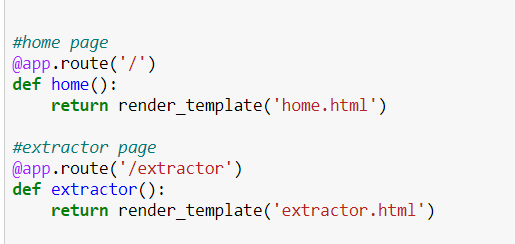 #home page
@app.route('/')
def home():
    return render_template('home.html')
#extractor page
@app.route('/extractor')
def extractor():
    return render_template('extractor.html')